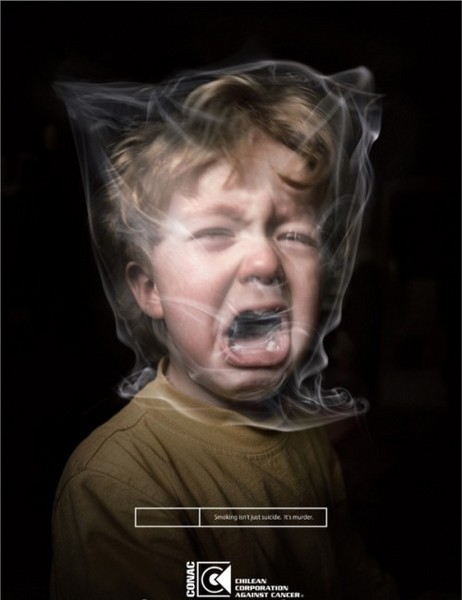 Smoking isn't just suicide. It's murder.
CONAC
CHILEAN
CORPORATION
AGAINST CANCER